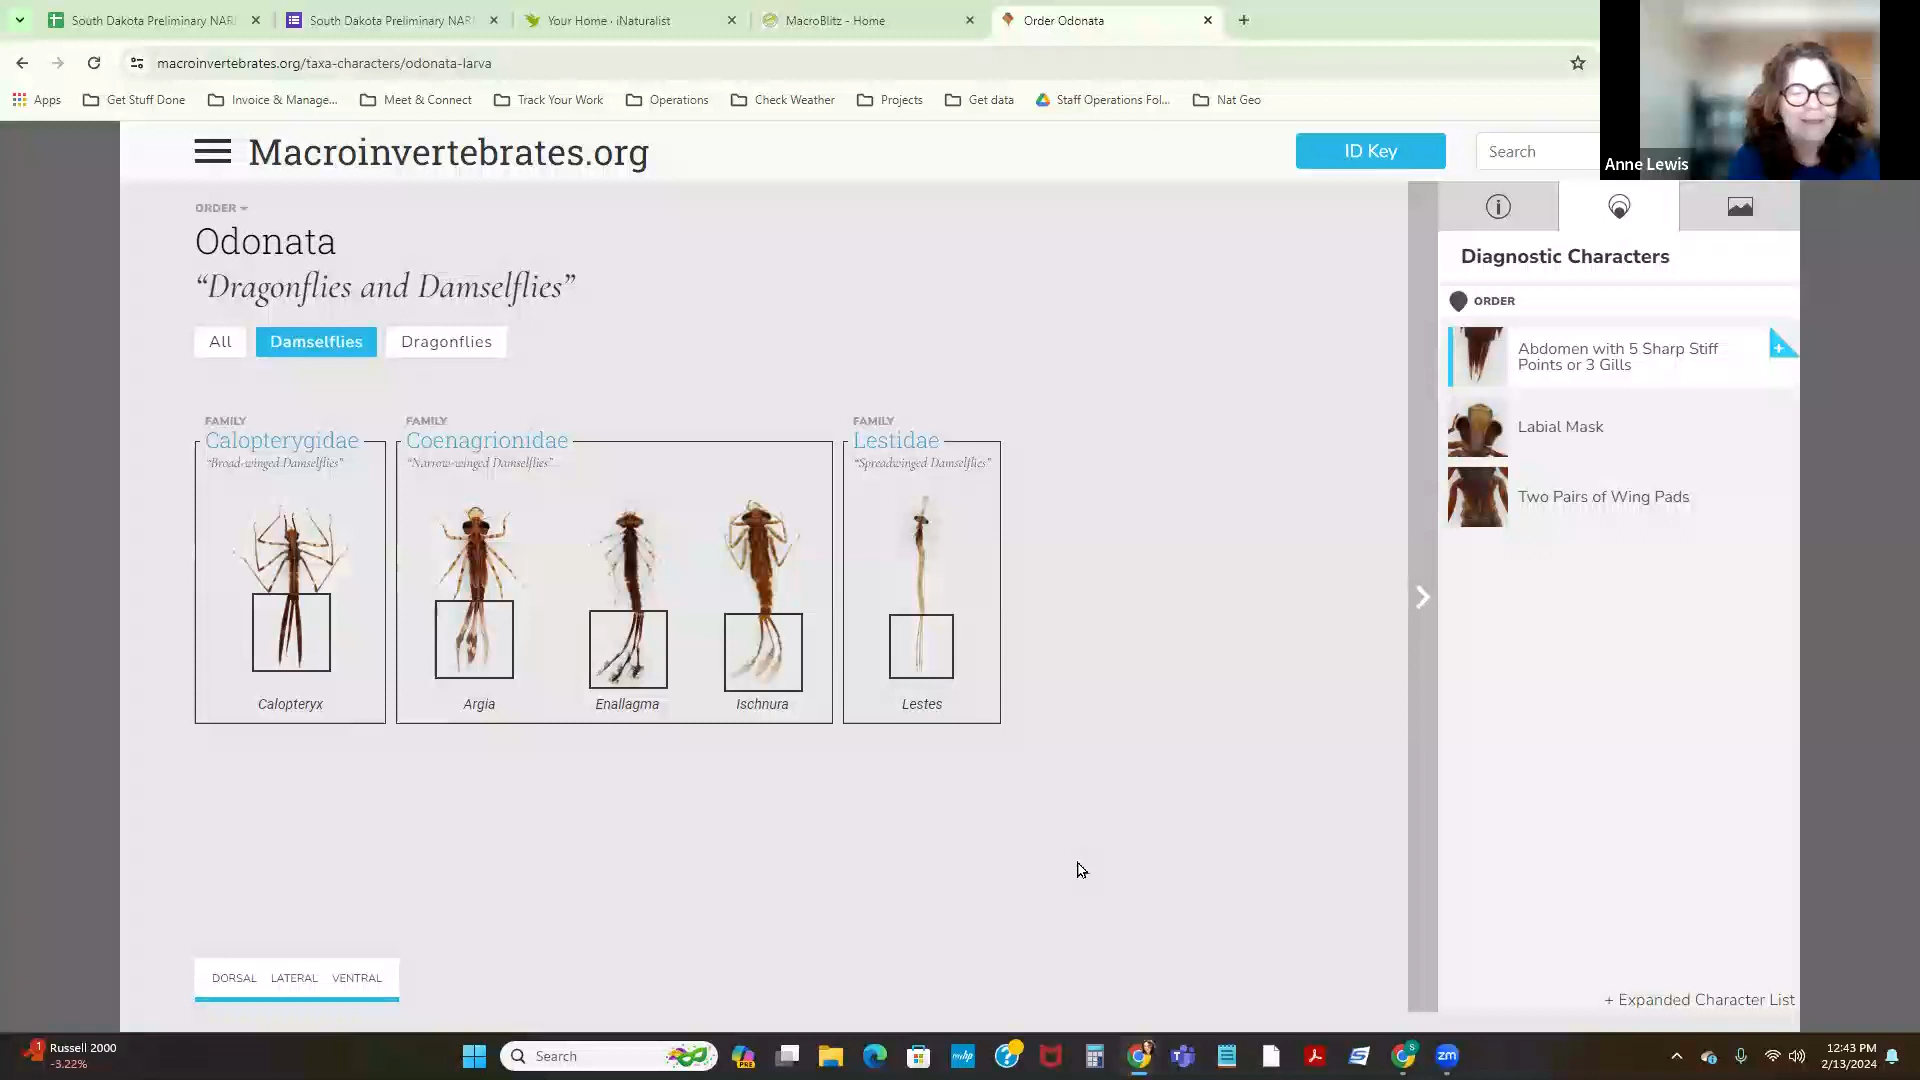 South Dakota Preliminary NAR
South Dakota Preliminary NAR
Your Home · iNaturalist
MacroBlitz - Home
Order Odonata
macroinvertebrates.org/taxa-characters/odonata-larva
Apps
Get Stuff Done
Invoice & Manage...
Meet & Connect
Track Your Work
Operations
Check Weather
Projects
Get data
Staff Operations Fol...
Nat Geo
Anne Lewis
Macroinvertebrates.org
ID Key
Search
ORDER
Odonata
“Dragonflies and Damselflies”
All
Damselflies
Dragonflies
FAMILY
Calopterygidae
“Broad-winged Damselflies”
Calopteryx
FAMILY
Coenagrionidae
“Narrow-winged Damselflies”
Argia
Enallagma
Ischnura
FAMILY
Lestidae
“Spreadwinged Damselflies”
Lestes
DORSAL LATERAL VENTRAL
Diagnostic Characters
ORDER
Abdomen with 5 Sharp Stiff
Points or 3 Gills
Labial Mask
Two Pairs of Wing Pads
+ Expanded Character List
1
Russell 2000
-3.22%
Search
PRE
mbp
S
zm
12:43 PM
2/13/2024